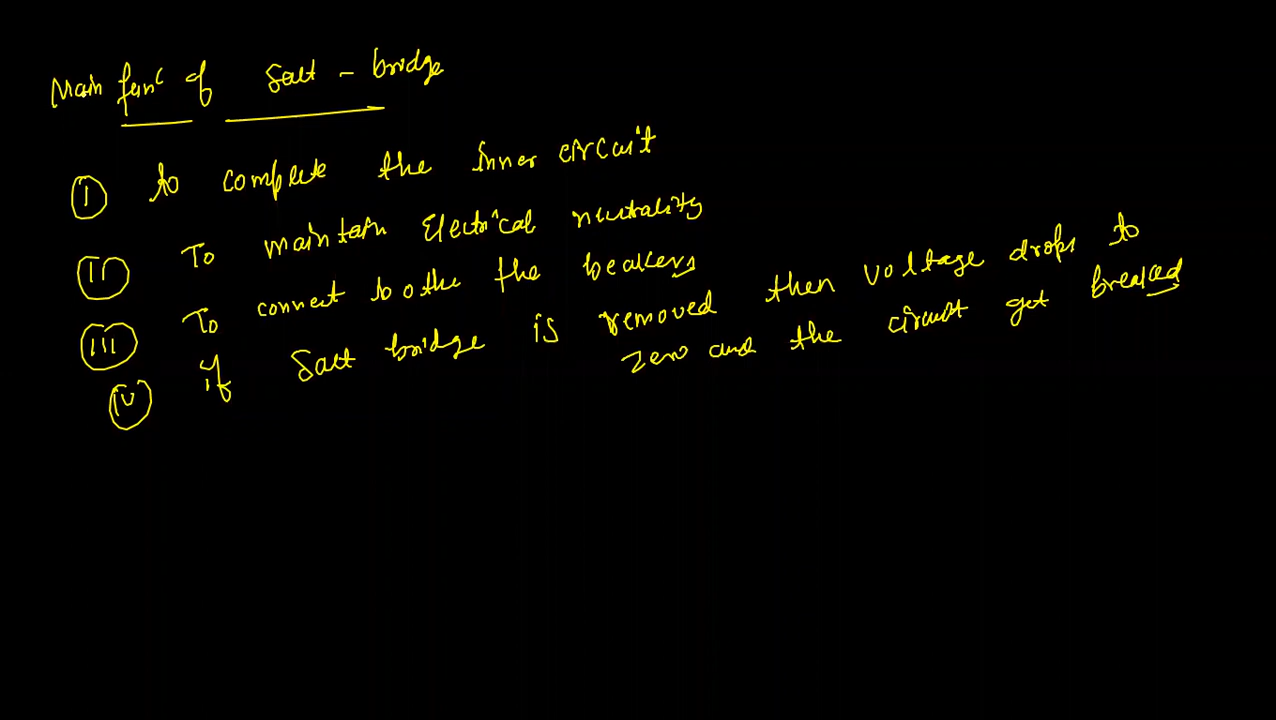 Main func of salt - bridge
(I) to complete the inner circuit
(II) To maintain Electrical neutrality
(III) To connect bothe the beakers
(IV) if Salt bridge is removed then voltage drops to
zero and the circuit get breaked